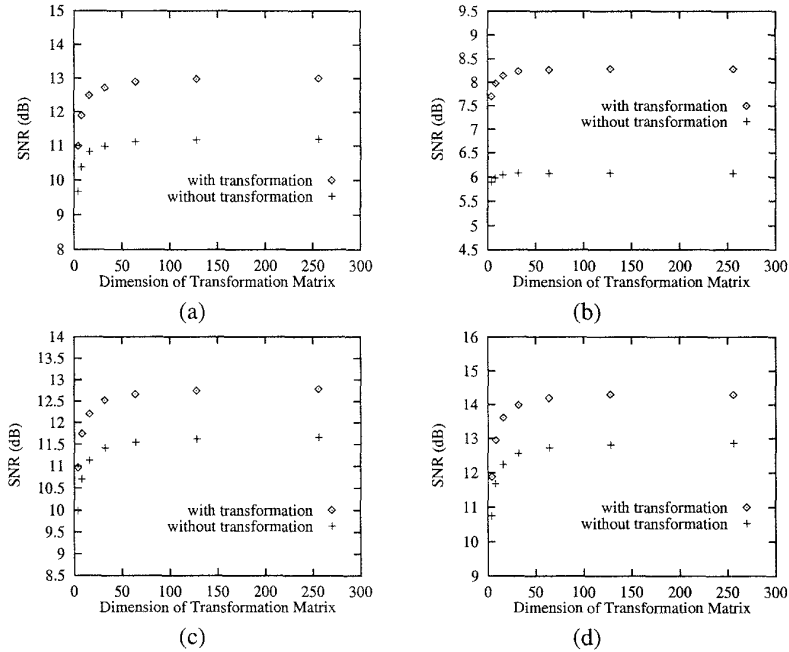 15
14
13
12
11
10
9
8
SNR (dB)
with transformation
without transformation
0 50 100 150 200 250 300
Dimension of Transformation Matrix
(a)
9.5
9
8.5
8
7.5
7
6.5
6
5.5
5
4.5
SNR (dB)
with transformation
without transformation
0 50 100 150 200 250 300
Dimension of Transformation Matrix
(b)
14
13.5
13
12.5
12
11.5
11
10.5
10
9.5
9
8.5
SNR (dB)
with transformation
without transformation
0 50 100 150 200 250 300
Dimension of Transformation Matrix
(c)
16
15
14
13
12
11
10
9
SNR (dB)
with transformation
without transformation
0 50 100 150 200 250 300
Dimension of Transformation Matrix
(d)